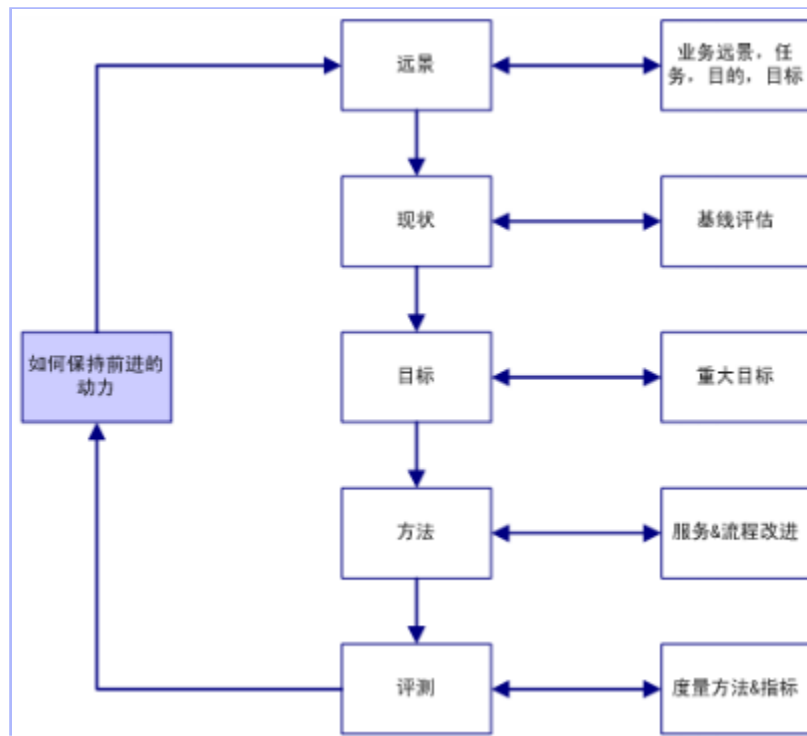 远景
业务远景，任
务，目的，目标
现状
基线评估
如何保持前进的
动力
目标
重大目标
方法
服务&流程改进
评测
度量方法&指标